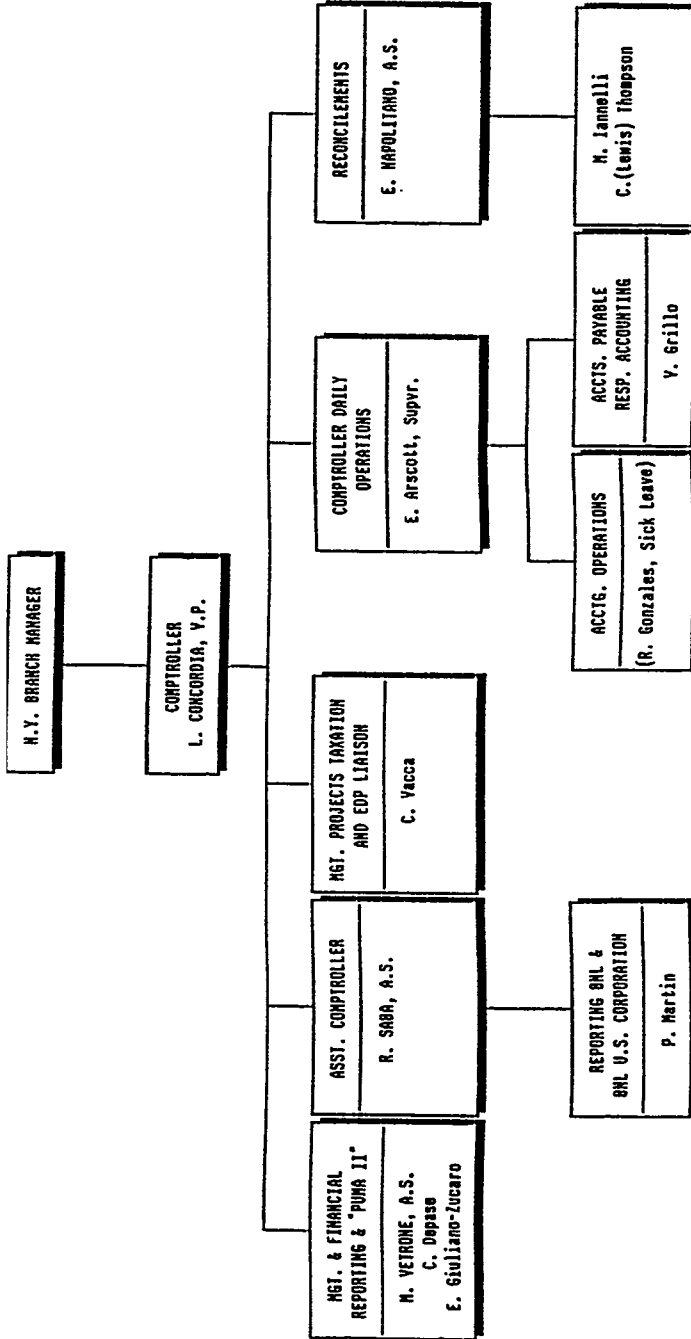 N.Y. BRANCH MANAGER
COMPTROLLER
L. CONCORDIA, V.P.
MGT. & FINANCIAL
REPORTING & "PUMA II"
M. VETRONE, A.S.
C. Depase
E. Giuliano-Zucaro
ASST. COMPTROLLER
R. SABA, A.S.
MGT. PROJECTS TAXATION
AND EDP LIAISON
C. Vacca
COMPTROLLER DAILY
OPERATIONS
E. Arscott, Supvr.
RECONCILEMENTS
E. NAPOLITANO, A.S.
REPORTING BNL &
BNL U.S. CORPORATION
P. Martin
ACCTG. OPERATIONS
(R. Gonzales, Sick Leave)
ACCTS. PAYABLE
RESP. ACCOUNTING
V. Grillo
M. Iannelli
C.(Lewis) Thompson